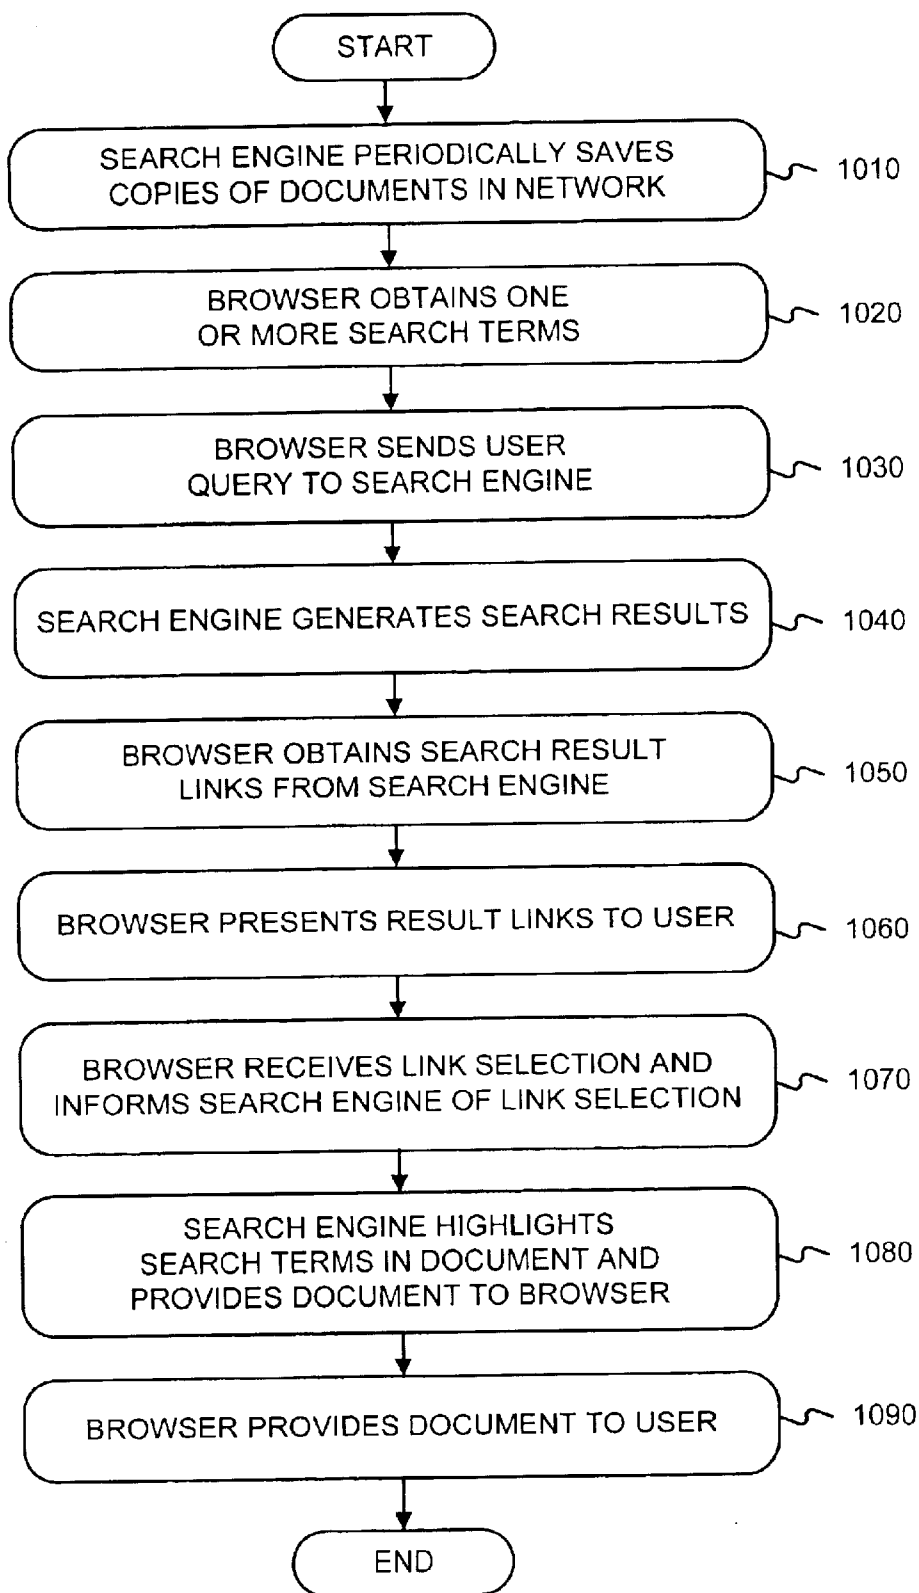 START
SEARCH ENGINE PERIODICALLY SAVES
COPIES OF DOCUMENTS IN NETWORK
1010
BROWSER OBTAINS ONE
OR MORE SEARCH TERMS
1020
BROWSER SENDS USER
QUERY TO SEARCH ENGINE
1030
SEARCH ENGINE GENERATES SEARCH RESULTS
1040
BROWSER OBTAINS SEARCH RESULT
LINKS FROM SEARCH ENGINE
1050
BROWSER PRESENTS RESULT LINKS TO USER
1060
BROWSER RECEIVES LINK SELECTION AND
INFORMS SEARCH ENGINE OF LINK SELECTION
1070
SEARCH ENGINE HIGHLIGHTS
SEARCH TERMS IN DOCUMENT AND
PROVIDES DOCUMENT TO BROWSER
1080
BROWSER PROVIDES DOCUMENT TO USER
1090
END